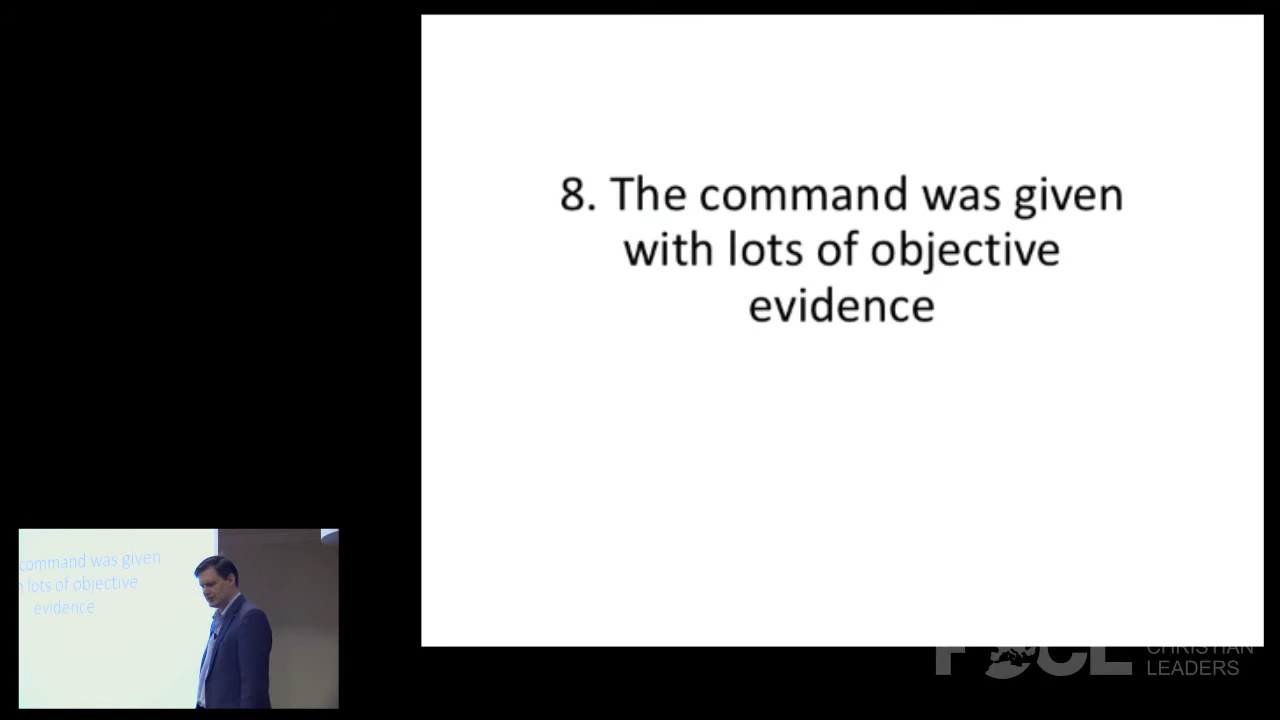 8. The command was given
with lots of objective
evidence
command was given
lots of objective
evidence
CHRISTIAN
LEADERS